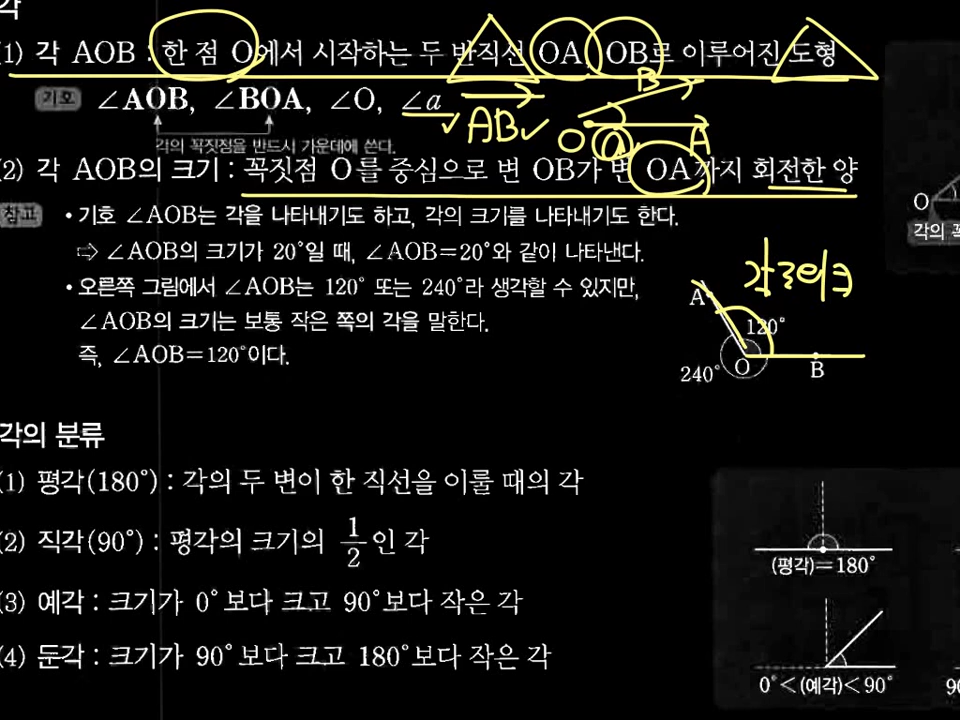 각
(1) 각 AOB : 한 점 O에서 시작하는 두 반직선 OA, OB로 이루어진 도형
기호 ∠AOB, ∠BOA, ∠O, ∠a
AB
B
O a A
각의 꼭짓점을 반드시 가운데에 쓴다.
(2) 각 AOB의 크기 : 꼭짓점 O를 중심으로 변 OB가 변 OA까지 회전한 양
참고 • 기호 ∠AOB는 각을 나타내기도 하고, 각의 크기를 나타내기도 한다.
⇨ ∠AOB의 크기가 20°일 때, ∠AOB=20°와 같이 나타낸다.
• 오른쪽 그림에서 ∠AOB는 120° 또는 240°라 생각할 수 있지만,
∠AOB의 크기는 보통 작은 쪽의 각을 말한다.
즉, ∠AOB=120°이다.
A 120°
240° O B
O
각의 꼭
각의 분류
(1) 평각(180°) : 각의 두 변이 한 직선을 이룰 때의 각
(2) 직각(90°) : 평각의 크기의 1/2인 각
(3) 예각 : 크기가 0°보다 크고 90°보다 작은 각
(4) 둔각 : 크기가 90°보다 크고 180°보다 작은 각
(평각)=180°
0°<(예각)<90°
90